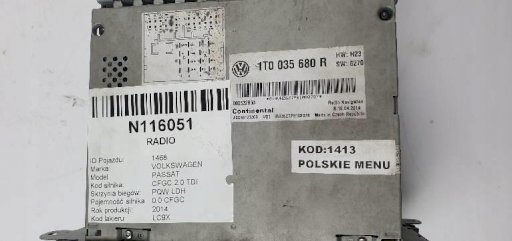 1T0 035 680 R
HW: H23
SW: 5270
Continental
Radio Navigation
Made in Czech Republic
N116051
RADIO
ID Pojazdu: 1468
Marka: VOLKSWAGEN
Model: PASSAT
Kod silnika: CFGC 2.0 TDI
Skrzynia biegów: PQW LDH
Pojemność silnika 0.0 CFGC
Rok produkcji: 2014
Kod lakieru: LC9X
KOD:1413
POLSKIE MENU